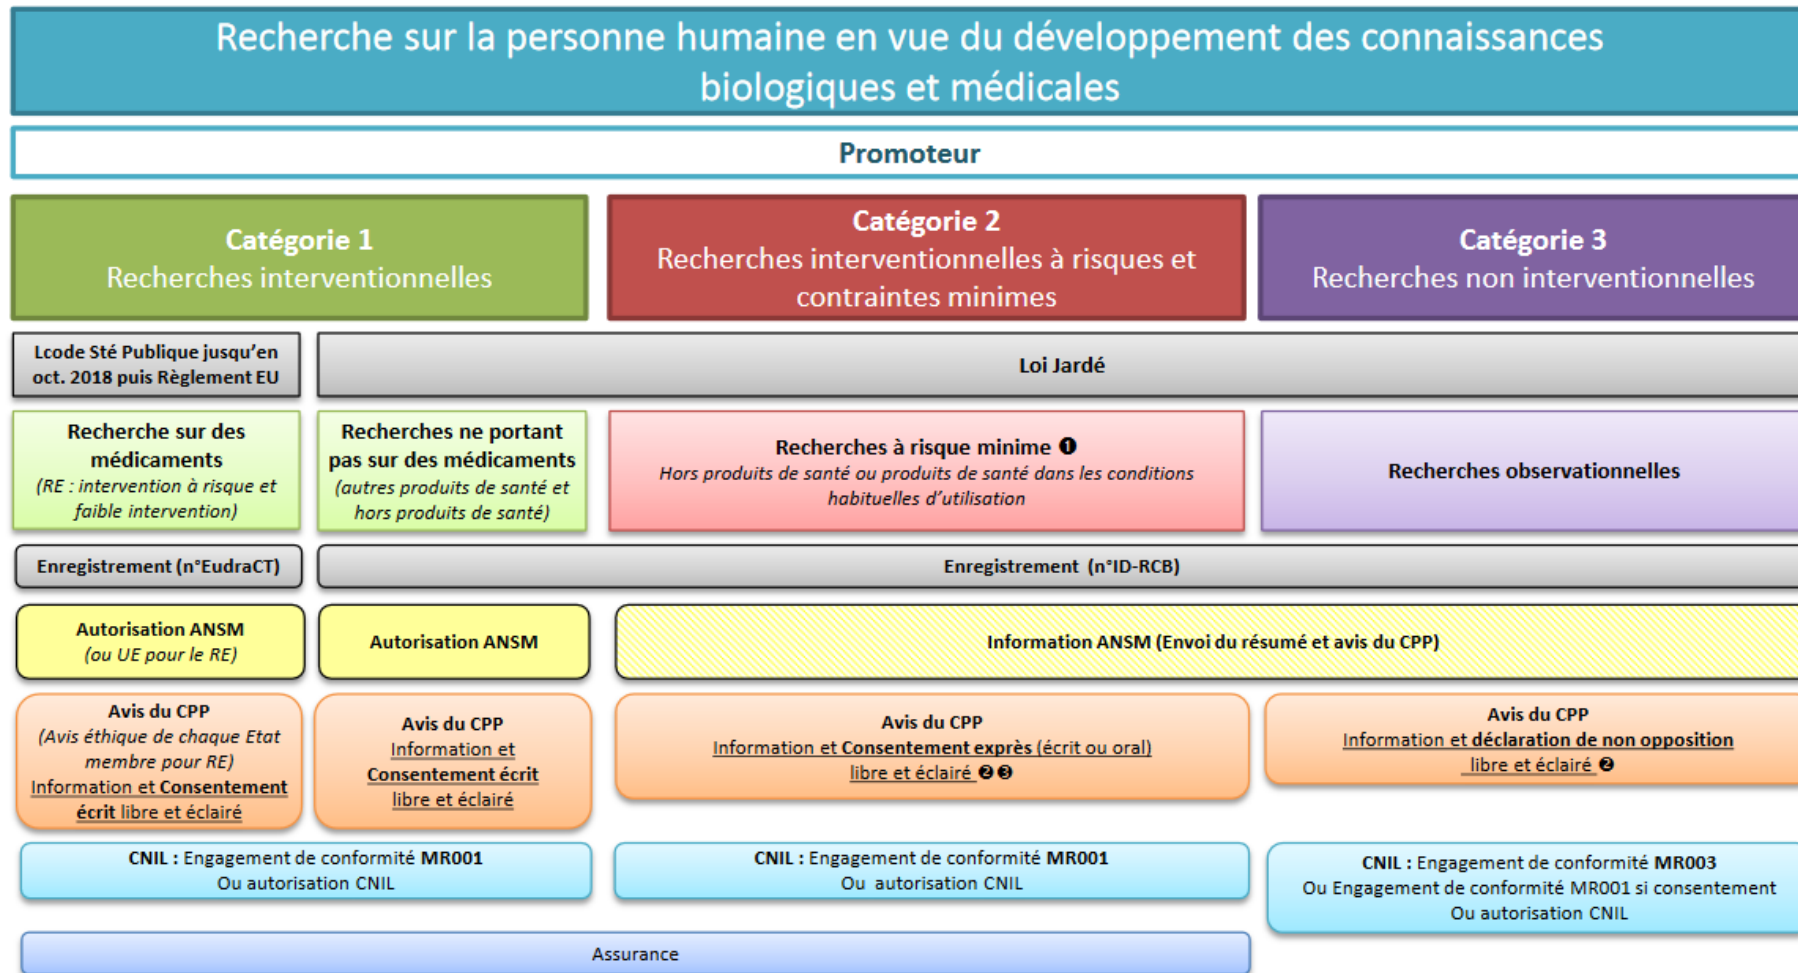 Recherche sur la personne humaine en vue du développement des connaissances
biologiques et médicales
Promoteur
Catégorie 1
Recherches interventionnelles
Catégorie 2
Recherches interventionnelles à risques et
contraintes minimes
Catégorie 3
Recherches non interventionnelles
Lcode Sté Publique jusqu'en
oct. 2018 puis Règlement EU
Loi Jardé
Recherche sur des
médicaments
(RE : intervention à risque et
faible intervention)
Recherches ne portant
pas sur des médicaments
(autres produits de santé et
hors produits de santé)
Recherches à risque minime ❶
Hors produits de santé ou produits de santé dans les conditions
habituelles d'utilisation
Recherches observationnelles
Enregistrement (n°EudraCT)
Enregistrement (n°ID-RCB)
Autorisation ANSM
(ou UE pour le RE)
Autorisation ANSM
Information ANSM (Envoi du résumé et avis du CPP)
Avis du CPP
(Avis éthique de chaque Etat
membre pour RE)
Information et Consentement
écrit libre et éclairé
Avis du CPP
Information et
Consentement écrit
libre et éclairé
Avis du CPP
Information et Consentement exprès (écrit ou oral)
libre et éclairé ❷❸
Avis du CPP
Information et déclaration de non opposition
libre et éclairé ❷
CNIL : Engagement de conformité MR001
Ou autorisation CNIL
CNIL : Engagement de conformité MR001
Ou autorisation CNIL
CNIL : Engagement de conformité MR003
Ou Engagement de conformité MR001 si consentement
Ou autorisation CNIL
Assurance